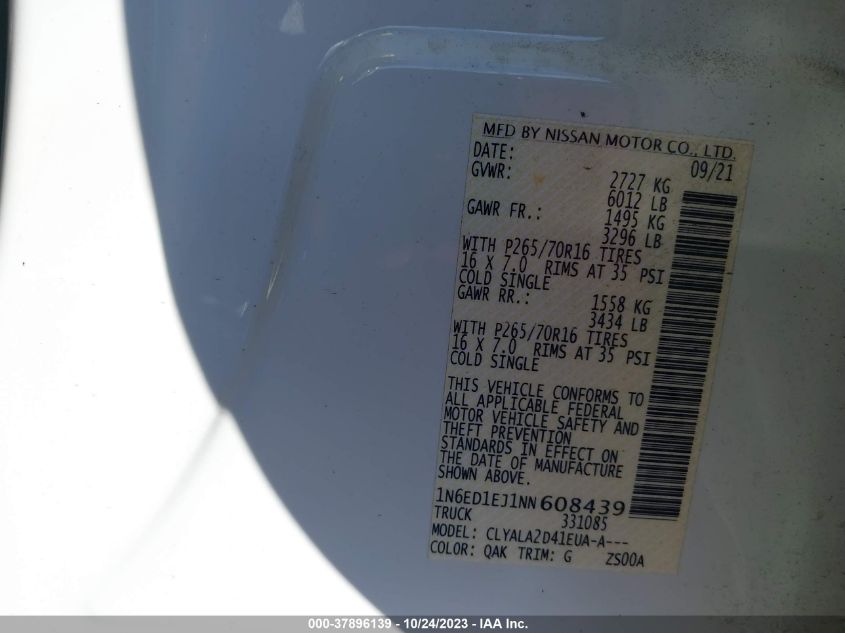 MFD BY NISSAN MOTOR CO., LTD.
DATE: 09/21
GVWR: 2727 KG
6012 LB
GAWR FR.: 1495 KG
3296 LB
WITH P265/70R16 TIRES
16 X 7.0 RIMS AT 35 PSI
COLD SINGLE
GAWR RR.: 1558 KG
3434 LB
WITH P265/70R16 TIRES
16 X 7.0 RIMS AT 35 PSI
COLD SINGLE
THIS VEHICLE CONFORMS TO
ALL APPLICABLE FEDERAL
MOTOR VEHICLE SAFETY AND
THEFT PREVENTION
STANDARDS IN EFFECT ON
THE DATE OF MANUFACTURE
SHOWN ABOVE.
1N6ED1EJ1NN608439
TRUCK 331085
MODEL: CLYALA2D41EUA-A---
COLOR: QAK TRIM: G ZS00A
000-37896139 - 10/24/2023 - IAA Inc.